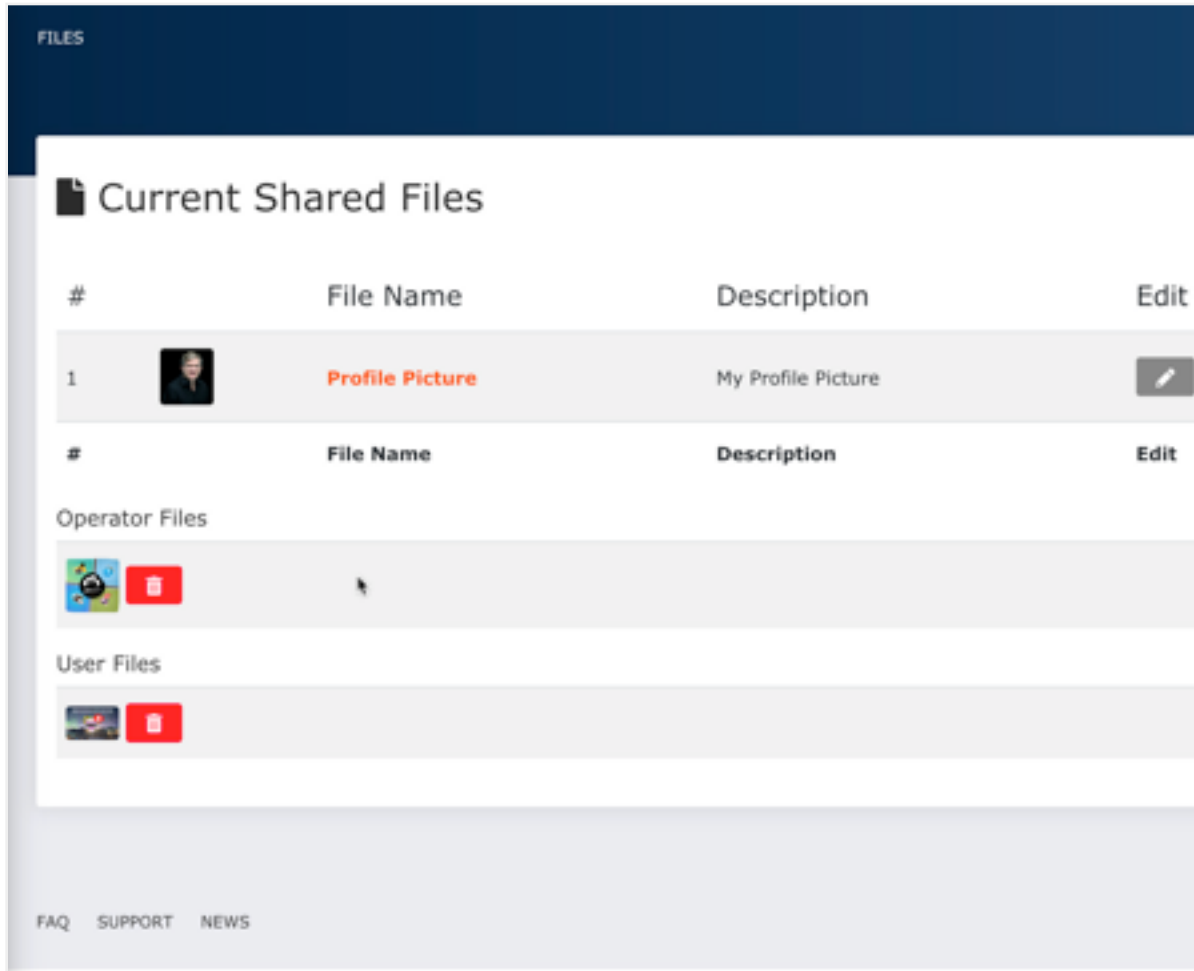 FILES
Current Shared Files
# File Name Description Edit
1 Profile Picture My Profile Picture
# File Name Description Edit
Operator Files
User Files
FAQ SUPPORT NEWS